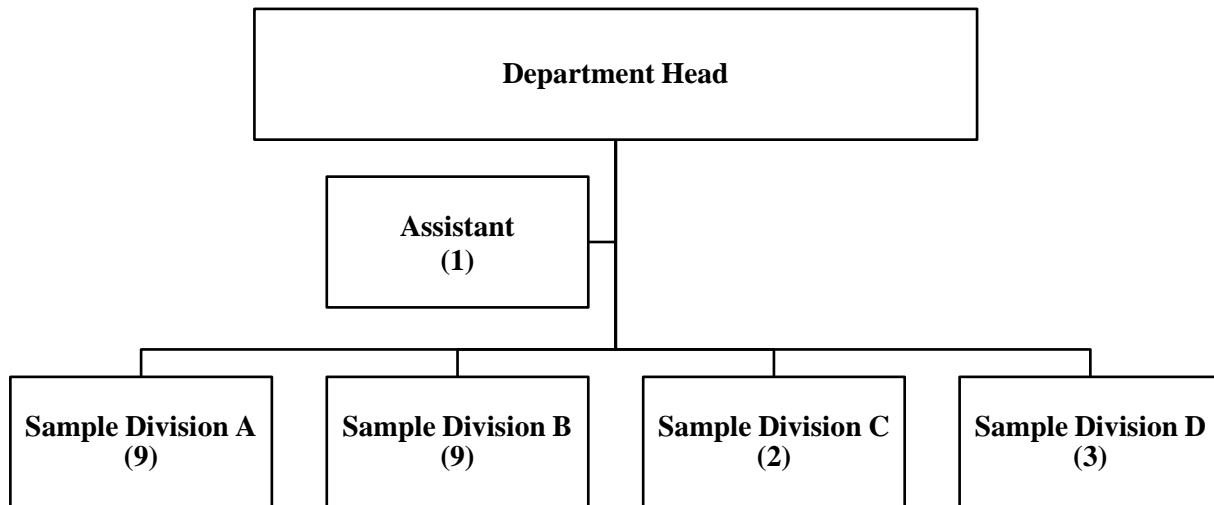 Department Head
Assistant
(1)
Sample Division A
(9)
Sample Division B
(9)
Sample Division C
(2)
Sample Division D
(3)